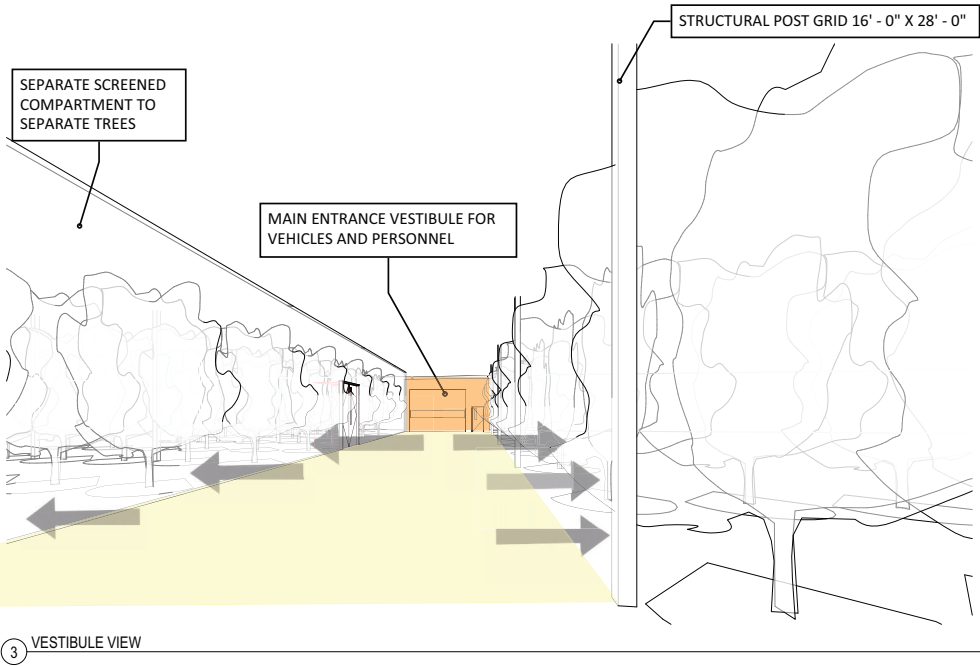 STRUCTURAL POST GRID 16' - 0" X 28' - 0"
SEPARATE SCREENED
COMPARTMENT TO
SEPARATE TREES
MAIN ENTRANCE VESTIBULE FOR
VEHICLES AND PERSONNEL
3 VESTIBULE VIEW